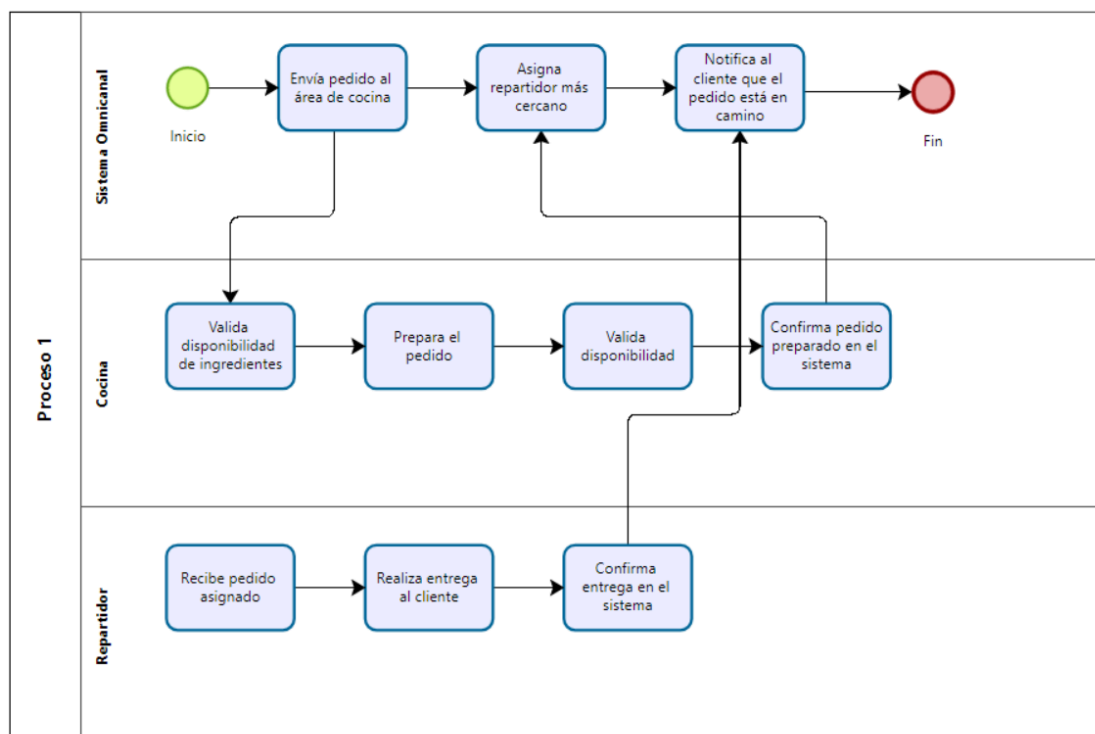 Proceso 1
Sistema Omnicanal
Inicio
Envía pedido al
área de cocina
Asigna
repartidor más
cercano
Notifica al
cliente que el
pedido está en
camino
Fin
Cocina
Valida
disponibilidad
de ingredientes
Prepara el
pedido
Valida
disponibilidad
Confirma pedido
preparado en el
sistema
Repartidor
Recibe pedido
asignado
Realiza entrega
al cliente
Confirma
entrega en el
sistema